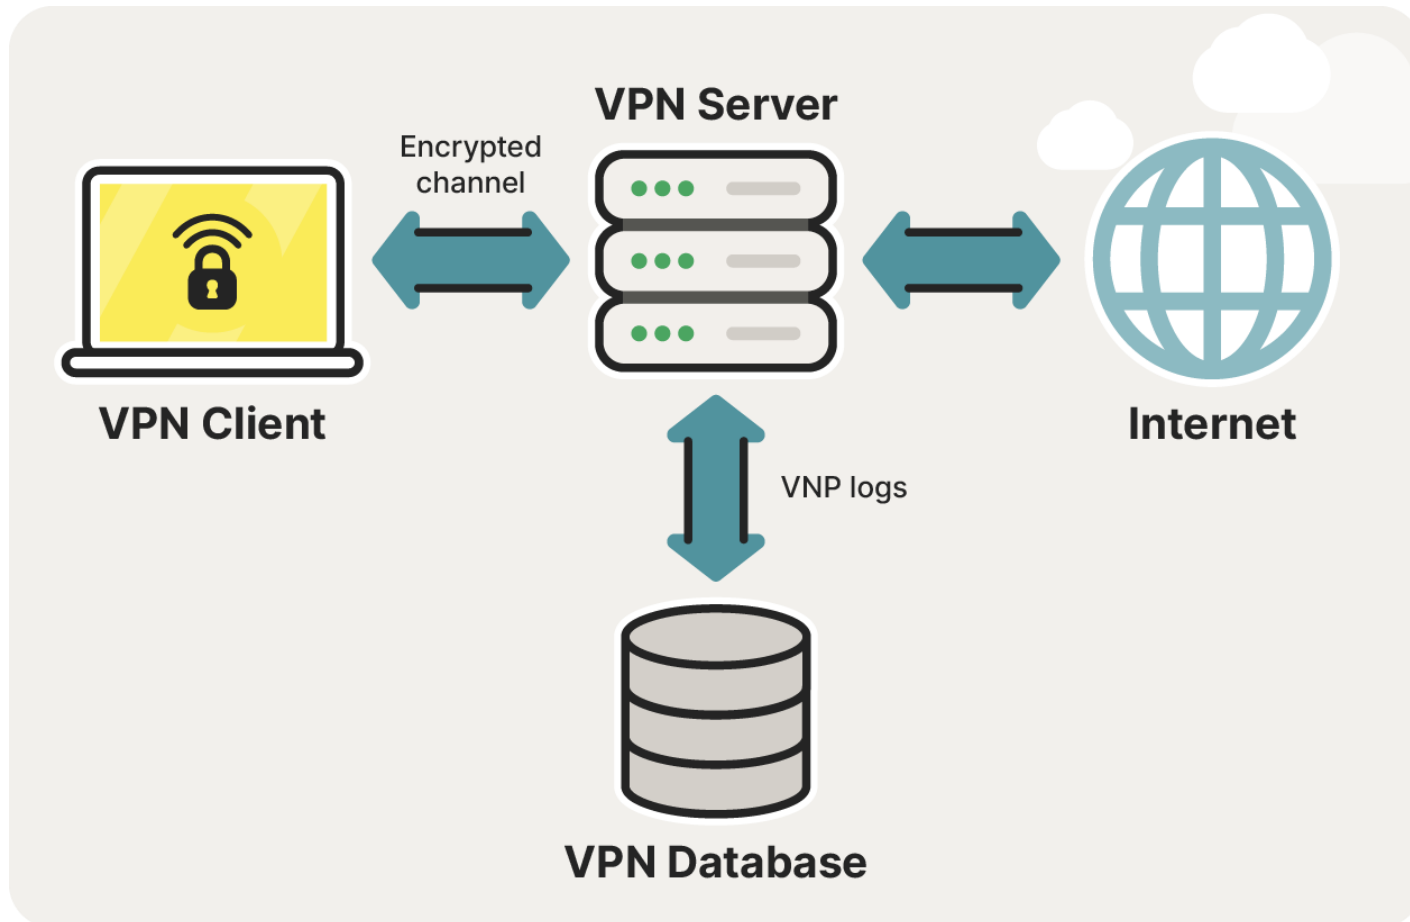 VPN Server
Encrypted
channel
VPN Client
Internet
VNP logs
VPN Database